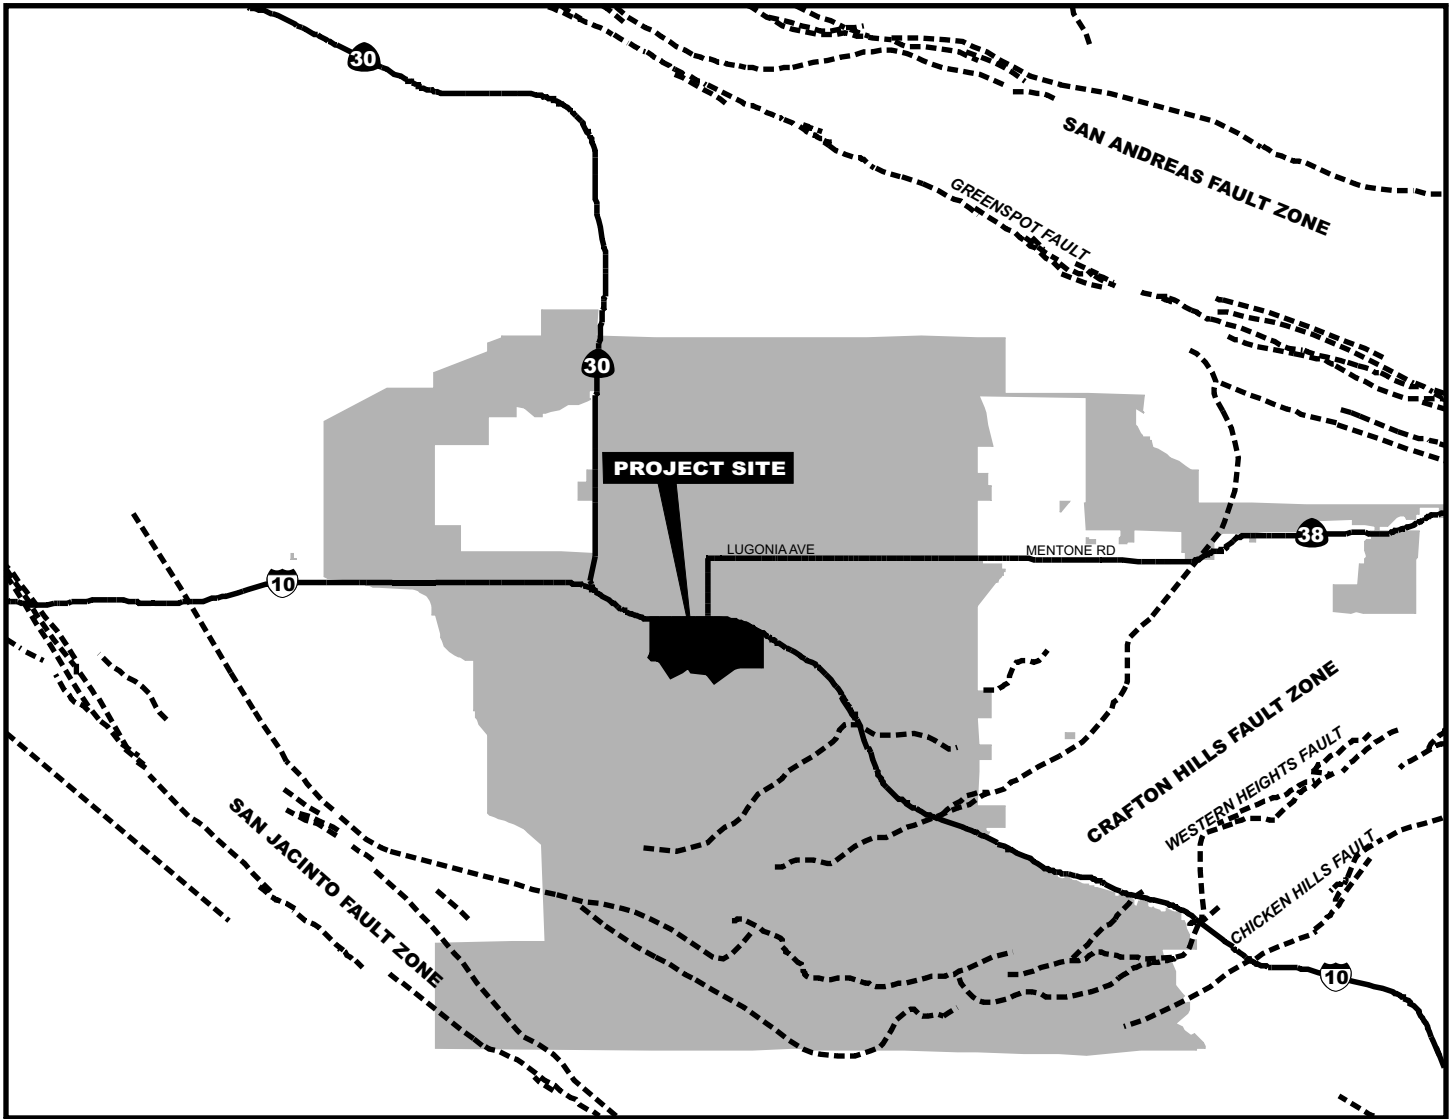 30
SAN ANDREAS FAULT ZONE
GREENSPOT FAULT
30
PROJECT SITE
38
LUGONIA AVE
MENTONE RD
10
CRAFTON HILLS FAULT ZONE
WESTERN HEIGHTS FAULT
SAN JACINTO FAULT ZONE
CHICKEN HILLS FAULT
10